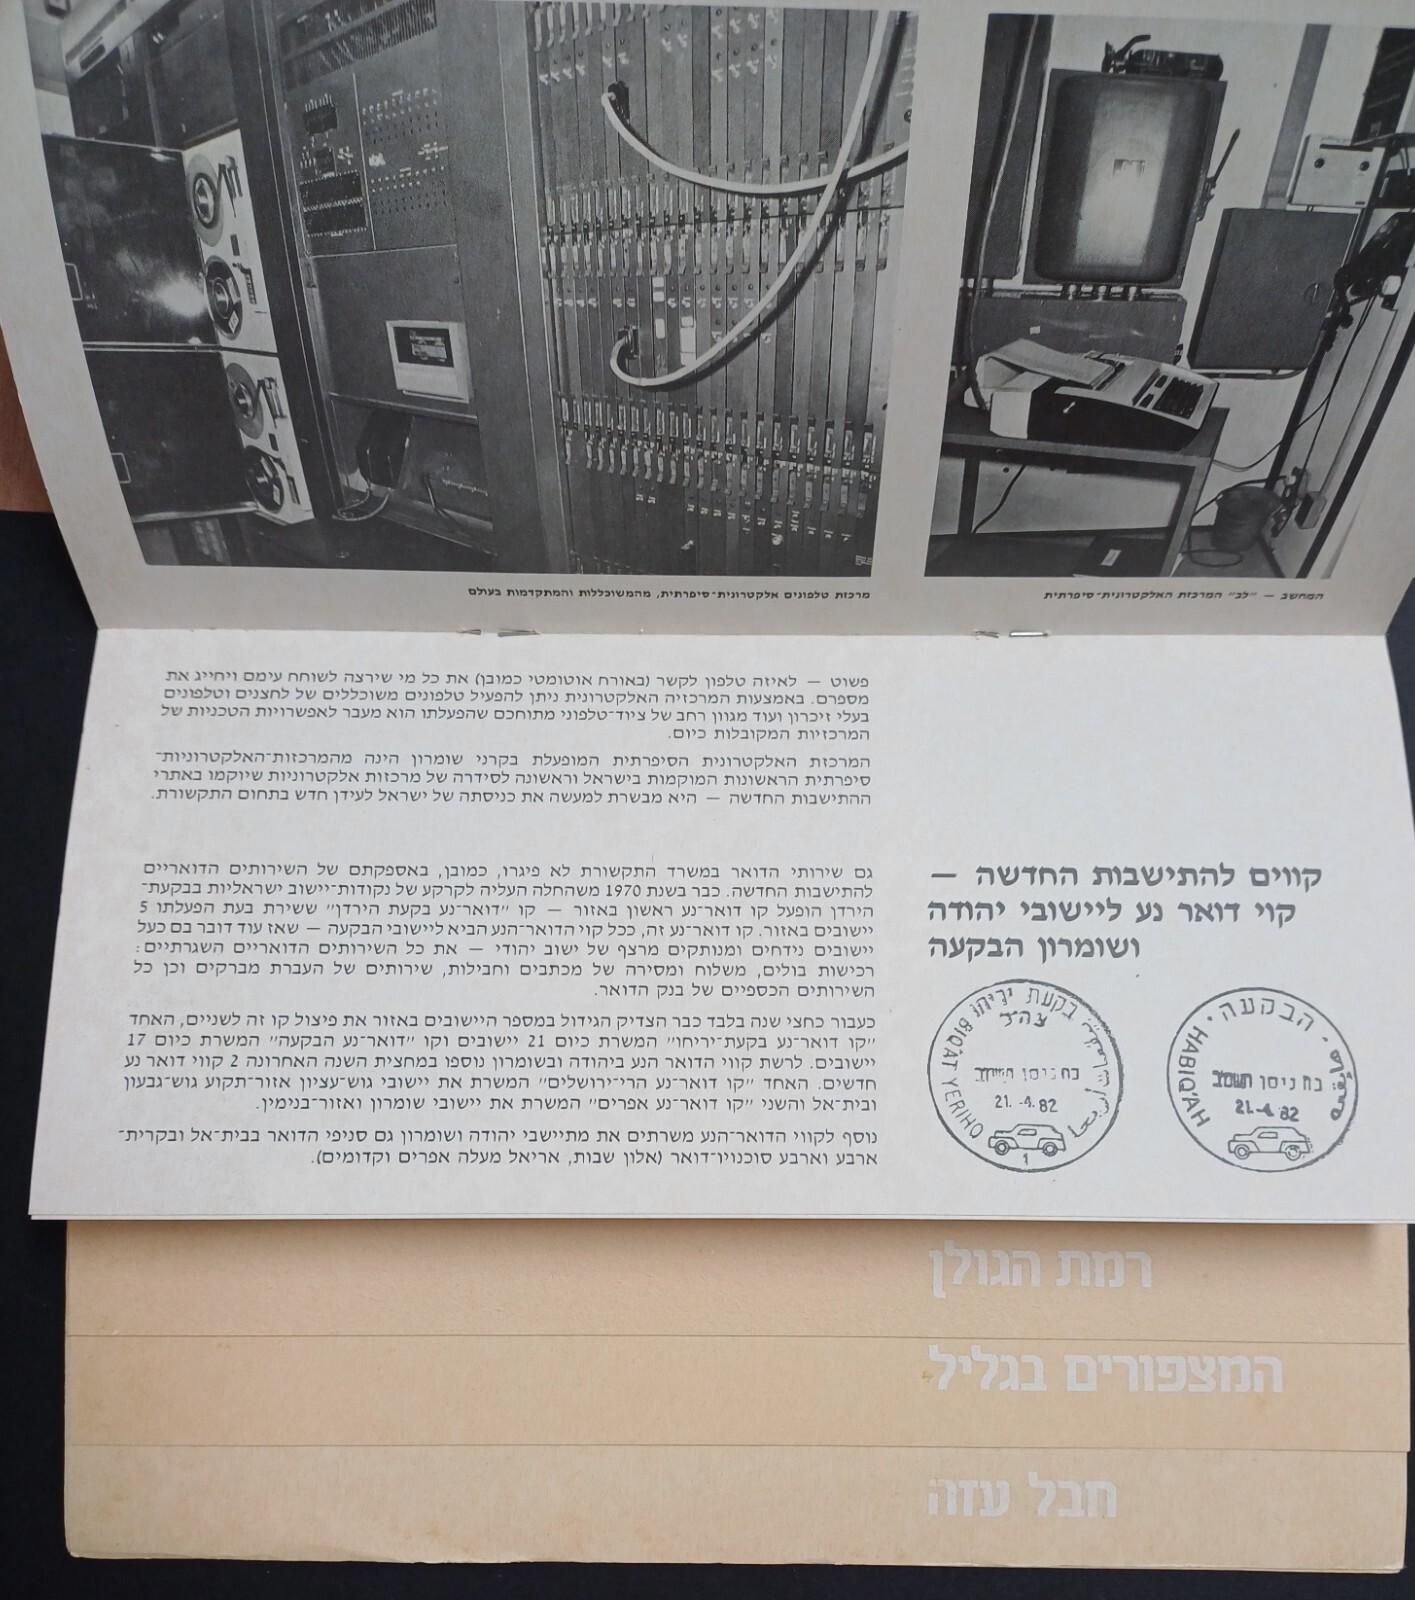 מרכזת טלפונים אלקטרונית־סיפרתית, מהמשוכללות והמתקדמות בעולם
המחשב — "לב" המרכזת האלקטרונית־סיפרתית
פשוט — לאיזה טלפון לקשר (באורח אוטומטי כמובן) את כל מי שירצה לשוחח עימם ויחייג את
מספרם. באמצעות המרכזיה האלקטרונית ניתן להפעיל טלפונים משוכללים של לחצנים וטלפונים
בעלי זיכרון ועוד מגוון רחב של ציוד־טלפוני מתוחכם שהפעלתו הוא מעבר לאפשרויות הטכניות של
המרכזיות המקובלות כיום.
המרכזת האלקטרונית הסיפרתית המופעלת בקרני שומרון הינה מהמרכזות־האלקטרוניות־
סיפרתית הראשונות המוקמות בישראל וראשונה לסידרה של מרכזות אלקטרוניות שיוקמו באתרי
ההתישבות החדשה — היא מבשרת למעשה את כניסתה של ישראל לעידן חדש בתחום התקשורת.
קווים להתישבות החדשה —
קוי דואר נע ליישובי יהודה
ושומרון הבקעה
גם שירותי הדואר במשרד התקשורת לא פיגרו, כמובן, באספקתם של השירותים הדואריים
להתישבות החדשה. כבר בשנת 1970 משהחלה העליה לקרקע של נקודות־יישוב ישראליות בבקעת־
הירדן הופעל קו דואר־נע ראשון באזור — קו "דואר־נע בקעת הירדן" ששירת בעת הפעלתו 5
יישובים באזור. קו דואר־נע זה, ככל קוי הדואר־הנע הביא ליישובי הבקעה — שאז עוד דובר בם כעל
יישובים נידחים ומנותקים מרצף של ישוב יהודי — את כל השירותים הדואריים השגרתיים:
רכישות בולים, משלוח ומסירה של מכתבים וחבילות, שירותים של העברת מברקים וכן כל
השירותים הכספיים של בנק הדואר.
כעבור כחצי שנה בלבד כבר הצדיק הגידול במספר היישובים באזור את פיצול קו זה לשניים, האחד
"קו דואר־נע בקעת־יריחו" המשרת כיום 21 יישובים וקו "דואר־נע הבקעה" המשרת כיום 17
יישובים. לרשת קווי הדואר הנע ביהודה ובשומרון נוספו במחצית השנה האחרונה 2 קווי דואר נע
חדשים. האחד "קו דואר־נע הרי־ירושלים" המשרת את יישובי גוש־עציון אזור־תקוע גוש־גבעון
ובית־אל והשני "קו דואר־נע אפרים" המשרת את יישובי שומרון ואזור־בנימין.
נוסף לקווי הדואר־הנע משרתים את מתיישבי יהודה ושומרון גם סניפי הדואר בבית־אל ובקרית־
ארבע וארבע סוכנויו־דואר (אלון שבות, אריאל מעלה אפרים וקדומים).
בקעת יריחו
BIQ'AT YERIHO
צה"ל
כח ניסן
21.-4.82
1
הבקעה
HABIQ'AH
כח ניסן תשמ"ב
21.-4.82
רמת הגולן
המצפורים בגליל
חבל עזה